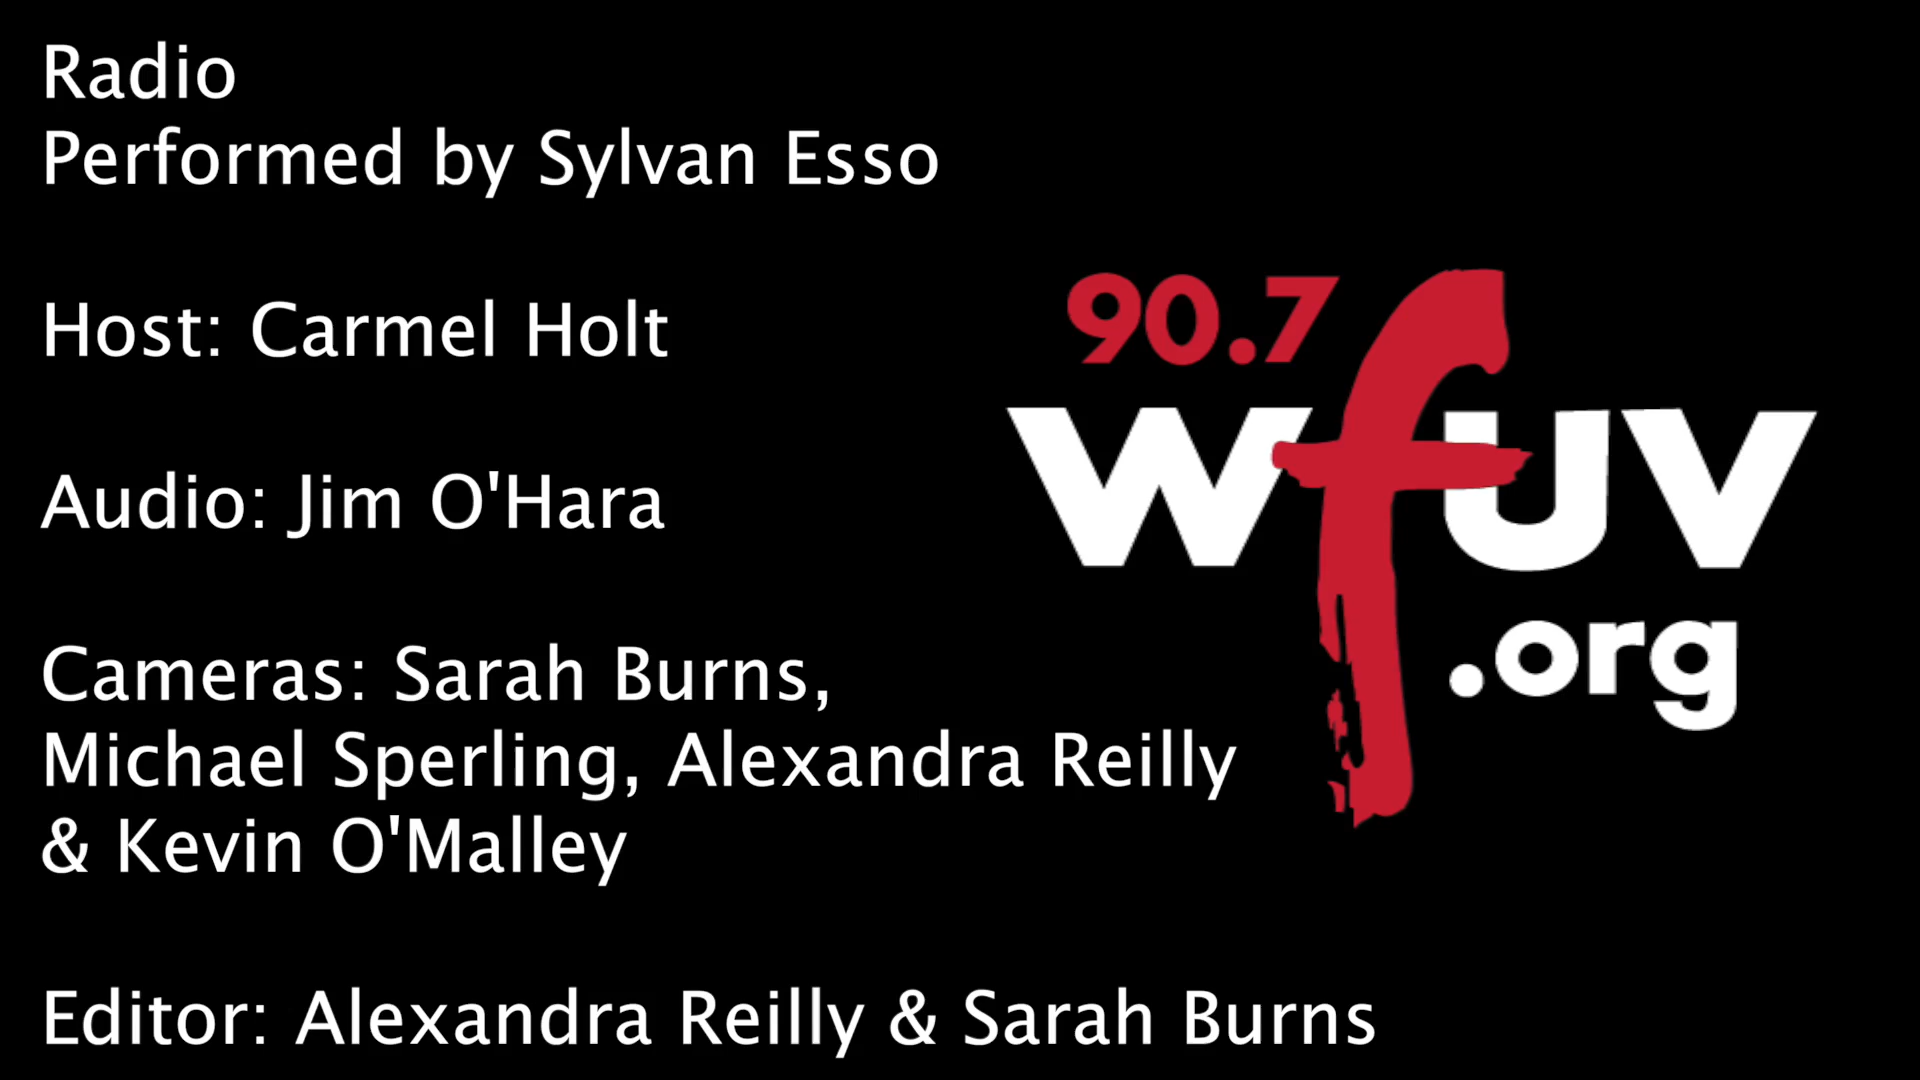 Radio
Performed by Sylvan Esso
Host: Carmel Holt
Audio: Jim O'Hara
Cameras: Sarah Burns,
Michael Sperling, Alexandra Reilly
& Kevin O'Malley
Editor: Alexandra Reilly & Sarah Burns
90.7
wfuv
.org